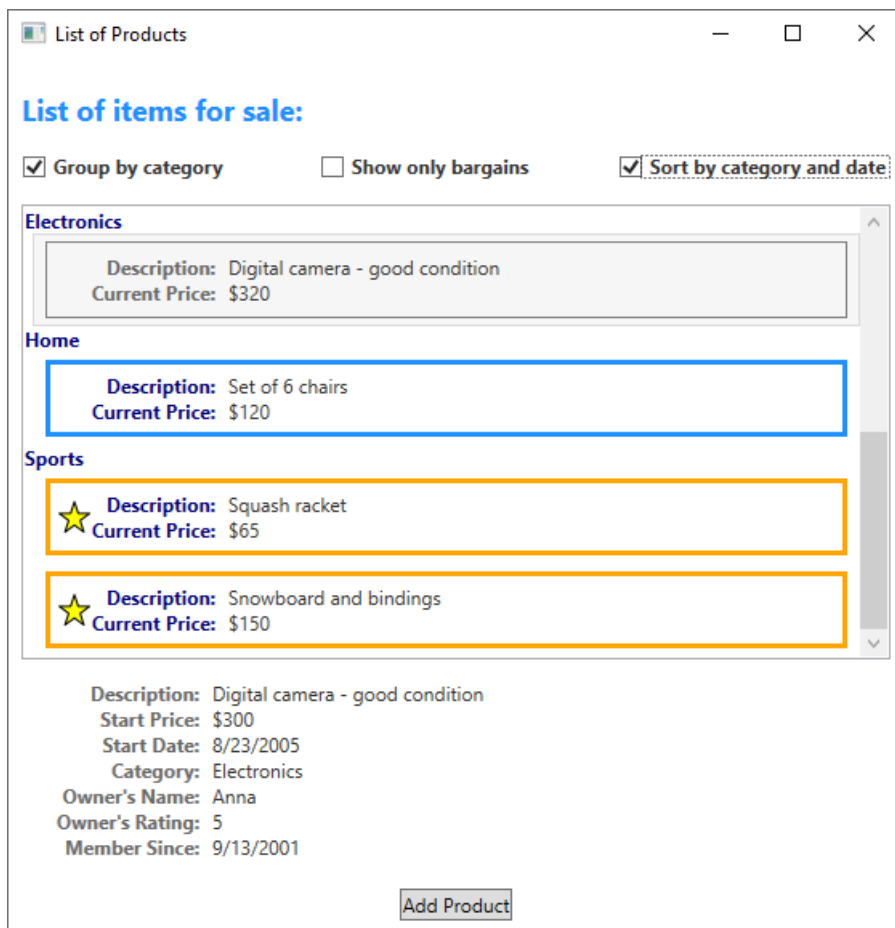 List of Products
List of items for sale:
Group by category Show only bargains Sort by category and date
Electronics
Description: Digital camera - good condition
Current Price: $320
Home
Description: Set of 6 chairs
Current Price: $120
Sports
Description: Squash racket
Current Price: $65
Description: Snowboard and bindings
Current Price: $150
Description: Digital camera - good condition
Start Price: $300
Start Date: 8/23/2005
Category: Electronics
Owner's Name: Anna
Owner's Rating: 5
Member Since: 9/13/2001
Add Product